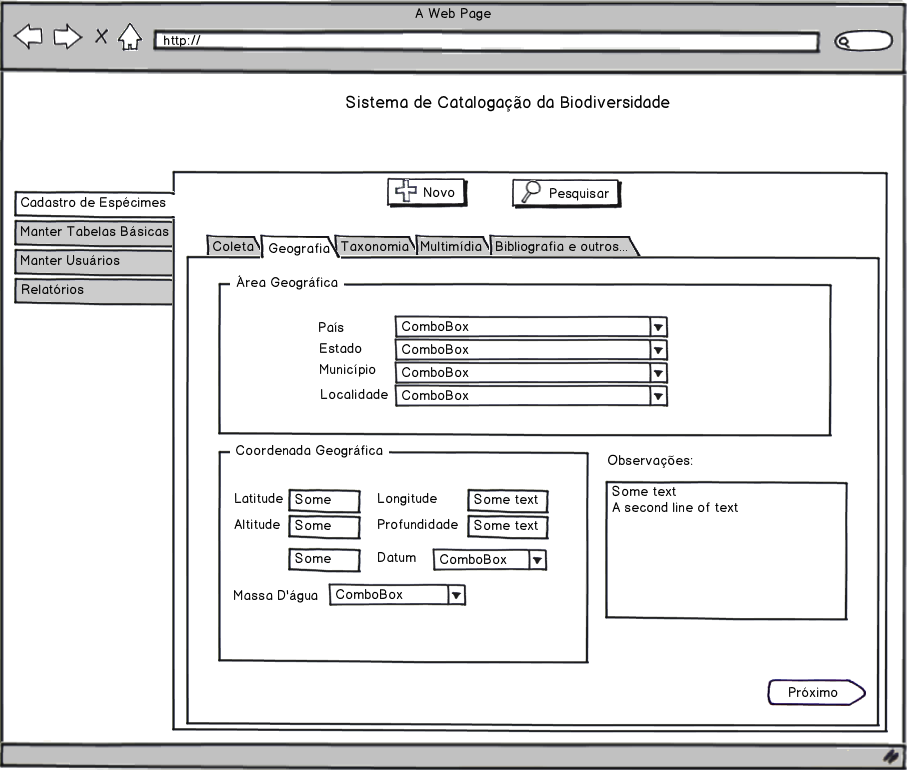 A Web Page
http://
Sistema de Catalogação da Biodiversidade
Novo
Pesquisar
Cadastro de Espécimes
Manter Tabelas Básicas
Manter Usuários
Relatórios
Coleta
Geografia
Taxonomia
Multimídia
Bibliografia e outros...
Àrea Geográfica
País ComboBox
Estado ComboBox
Município ComboBox
Localidade ComboBox
Coordenada Geográfica
Latitude Some Longitude Some text
Altitude Some Profundidade Some text
Some Datum ComboBox
Massa D'água ComboBox
Observações:
Some text
A second line of text
Próximo